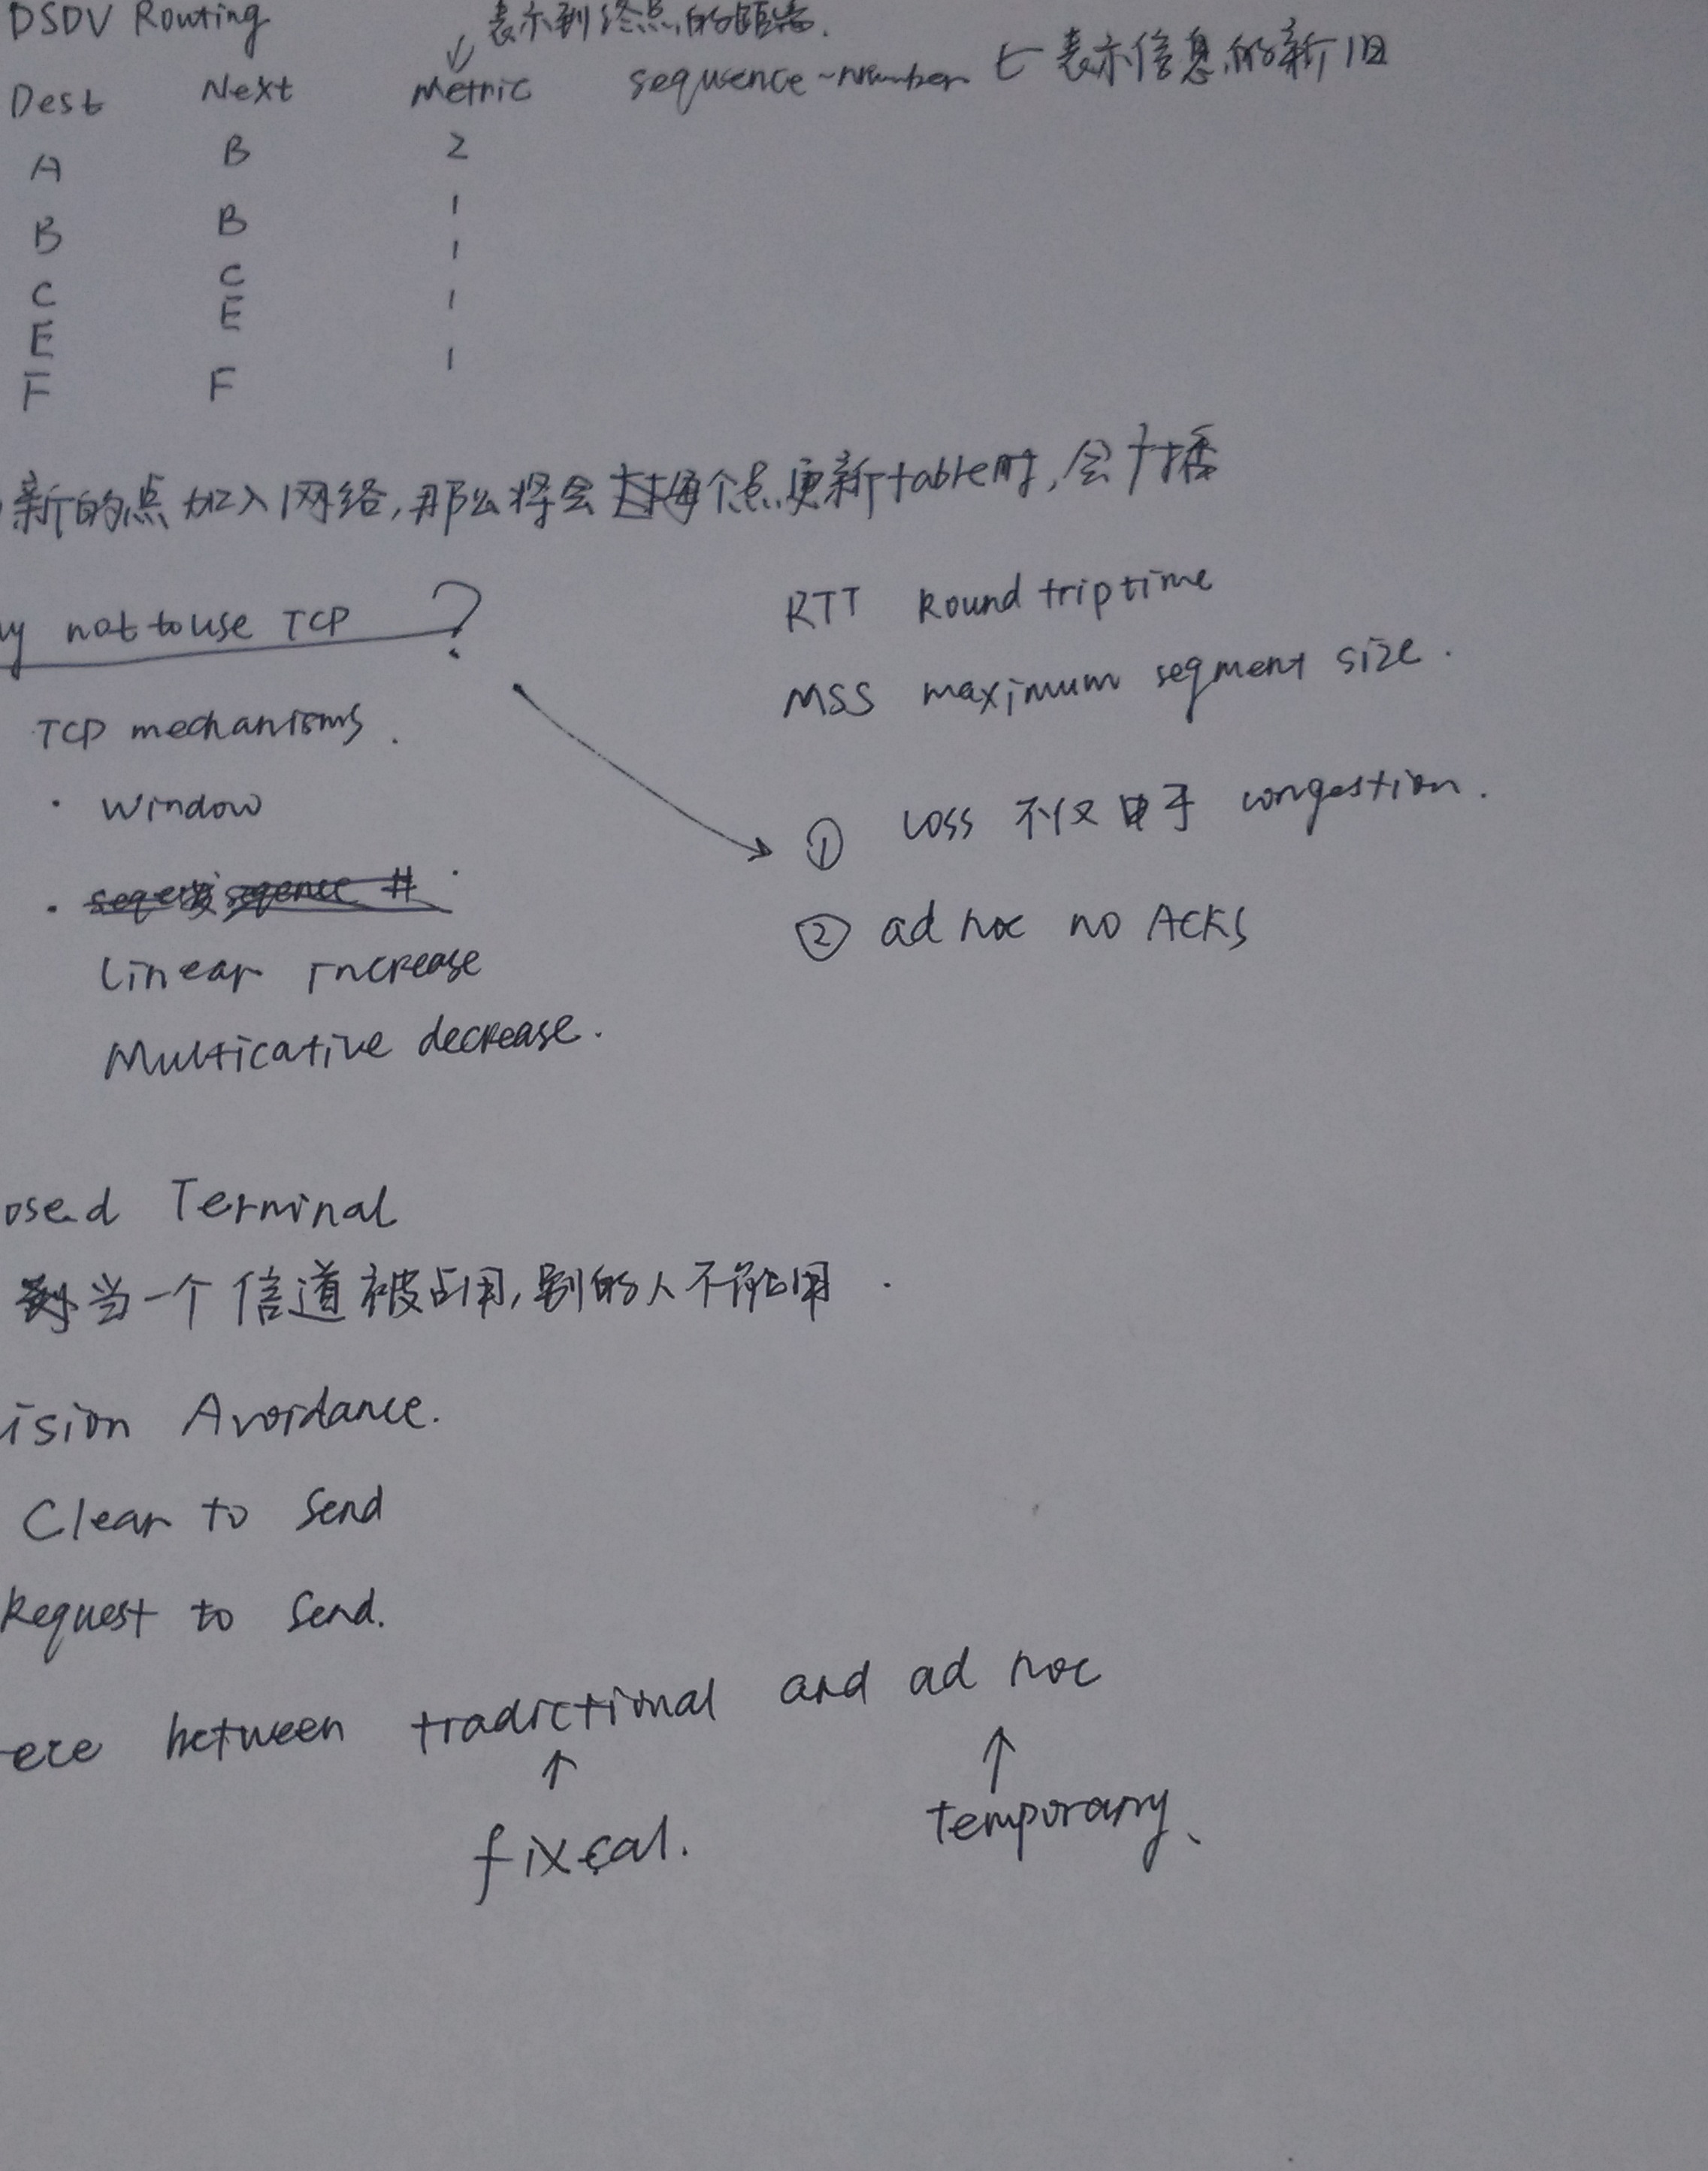 DSDV Routing
表示到终点的距离.
Dest Next Metric sequence-number ← 表示信息的新旧
A B 2
B B 1
C C 1
E E 1
F F 1
新的点加入网络,那么将会 每个点更新table时,会广播
not to use TCP ?
RTT Round trip time
MSS maximum segment size.
TCP mechanisms.
· Window
① Loss 不仅由于 congestion.
·
② ad hoc no ACKs
Linear Increase
Multicative decrease.
osed Terminal
当一个信道被占用,别的人不能占用.
ision Avoidance.
Clear to Send
Request to Send.
ece between tradictional and ad hoc
↑ ↑
fixeal. temporary.